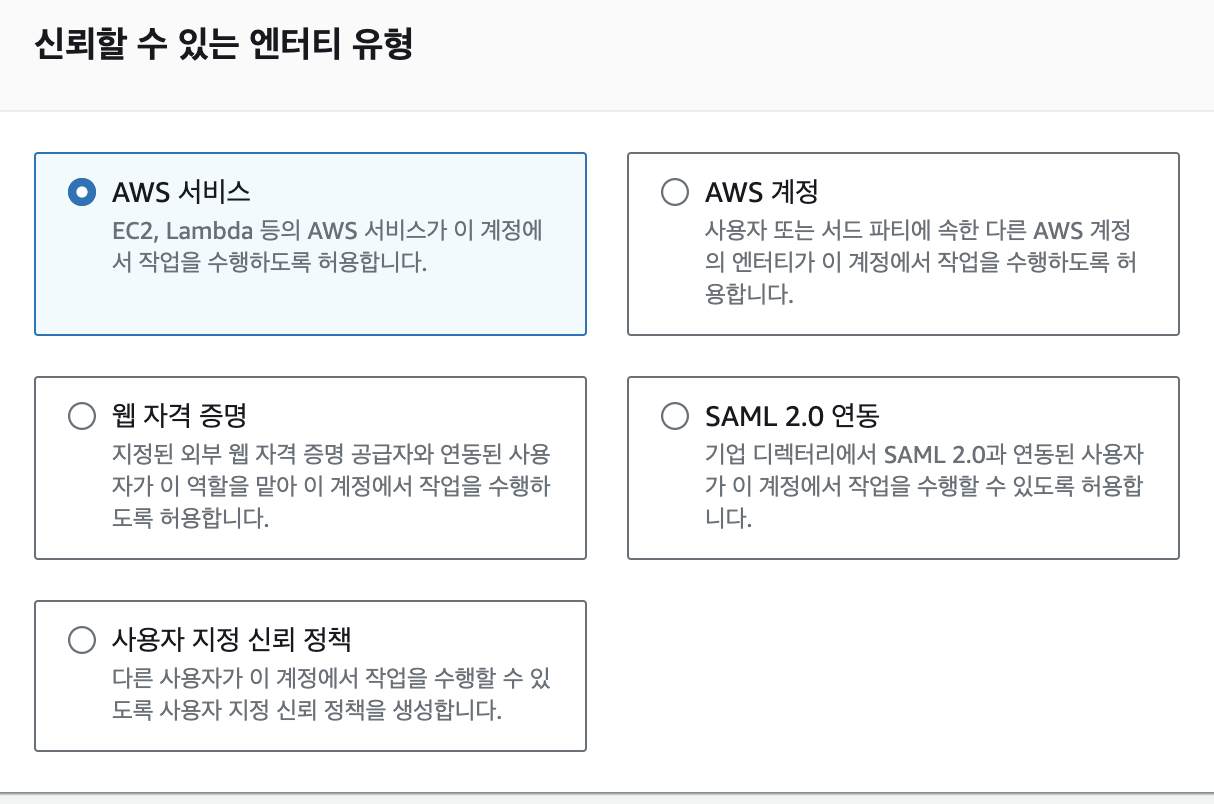 신뢰할 수 있는 엔터티 유형
AWS 서비스
EC2, Lambda 등의 AWS 서비스가 이 계정에
서 작업을 수행하도록 허용합니다.
AWS 계정
사용자 또는 서드 파티에 속한 다른 AWS 계정
의 엔터티가 이 계정에서 작업을 수행하도록 허
용합니다.
웹 자격 증명
지정된 외부 웹 자격 증명 공급자와 연동된 사용
자가 이 역할을 맡아 이 계정에서 작업을 수행하
도록 허용합니다.
SAML 2.0 연동
기업 디렉터리에서 SAML 2.0과 연동된 사용자
가 이 계정에서 작업을 수행할 수 있도록 허용합
니다.
사용자 지정 신뢰 정책
다른 사용자가 이 계정에서 작업을 수행할 수 있
도록 사용자 지정 신뢰 정책을 생성합니다.